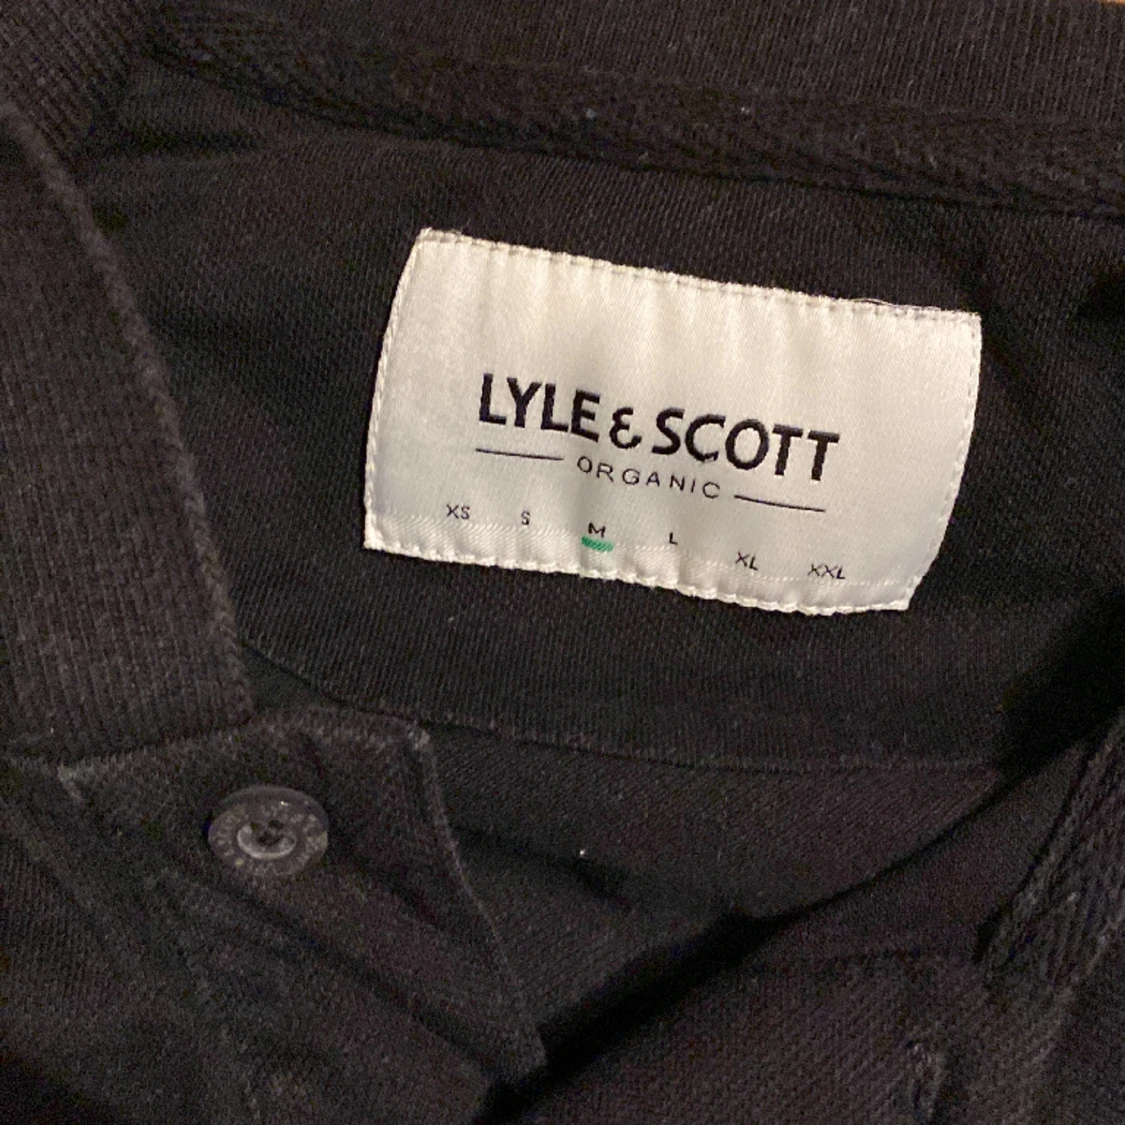 LYLE & SCOTT
ORGANIC
XS S M L XL XXL